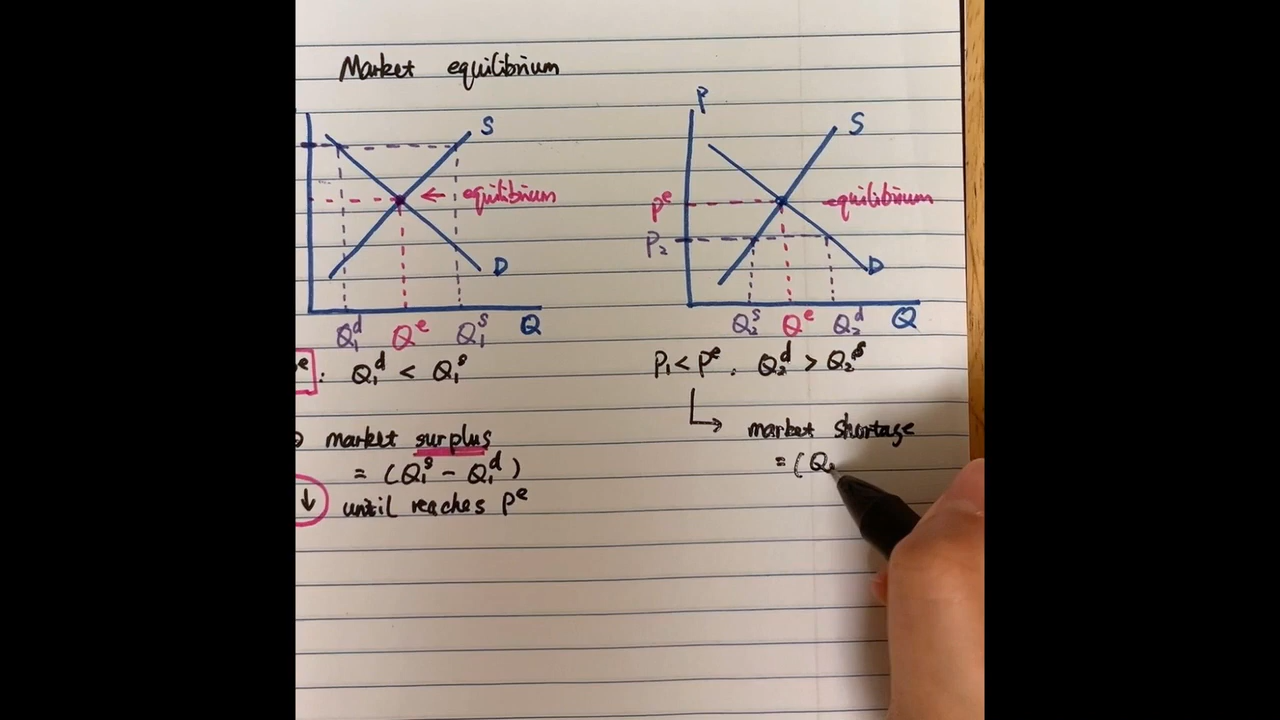 Market equilibrium
S
← equilibrium
D
Q₁ᵈ Qᵉ Q₁ˢ Q
ᵉ: Q₁ᵈ < Q₁ˢ
market surplus
= (Q₁ˢ - Q₁ᵈ)
↓ until reaches pᵉ
P
S
pᵉ equilibrium
P₂
D
Q₂ˢ Qᵉ Q₂ᵈ Q
P₁ < pᵉ. Q₂ᵈ > Q₂ˢ
↳ market shortage
= (Q